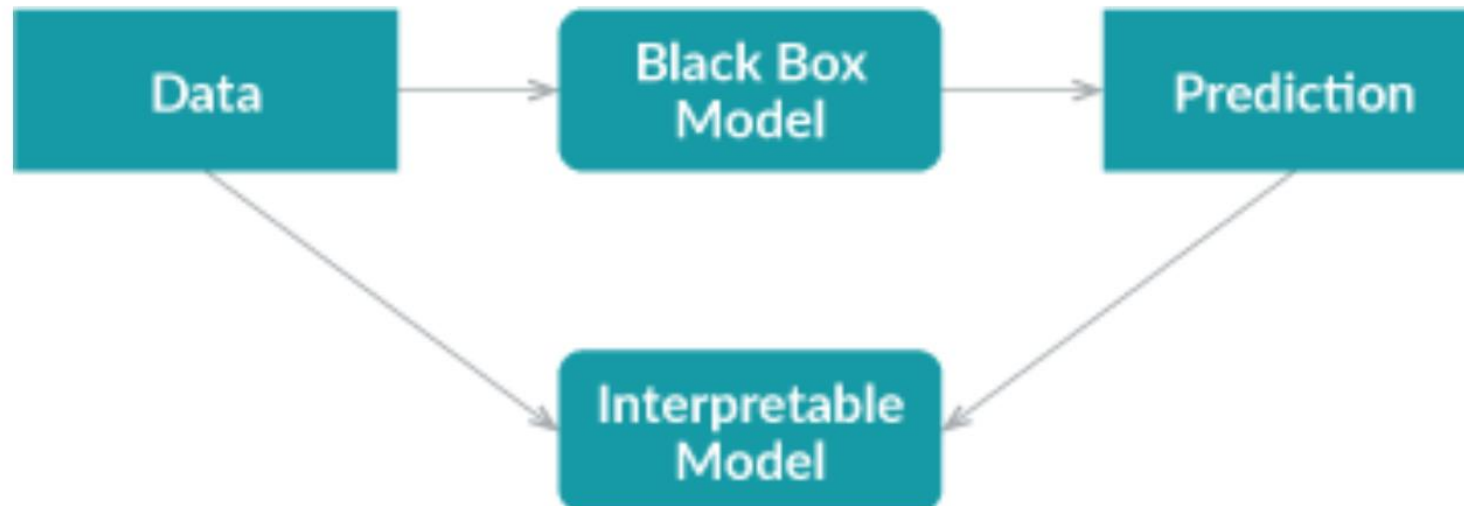 Data
Black Box
Model
Prediction
Interpretable
Model